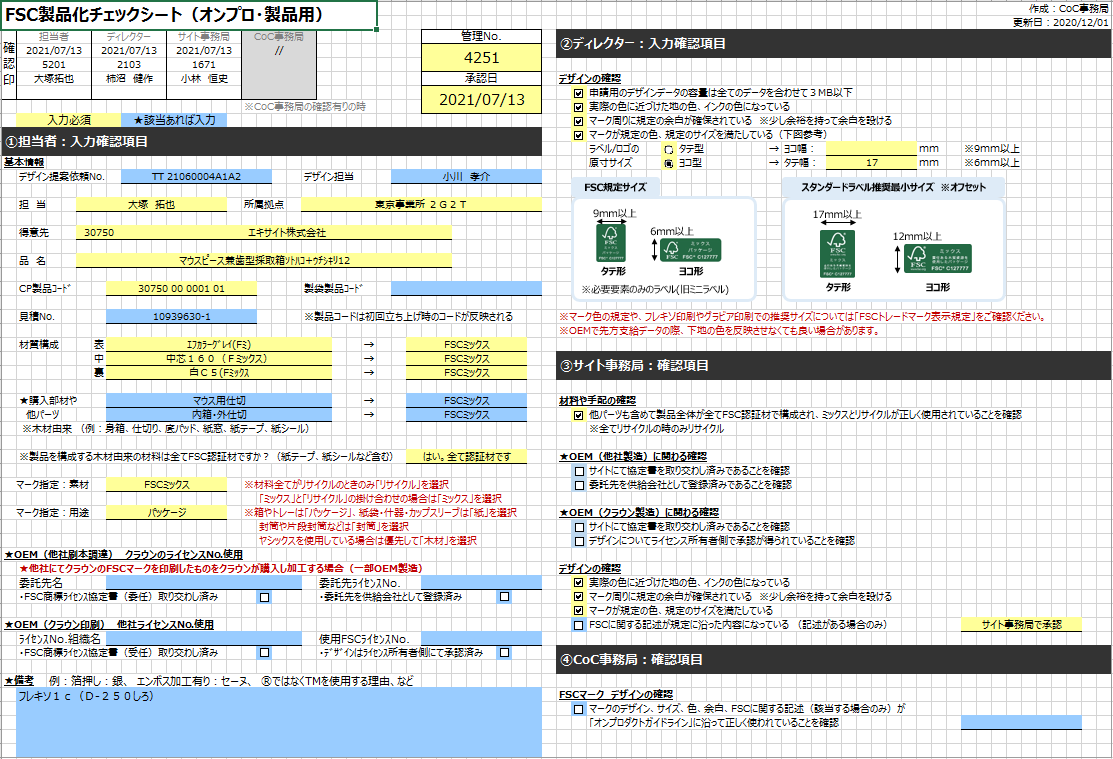 FSC製品化チェックシート（オンプロ・製品用）
作成：CoC事務局
更新日：2020/12/01
確認印
担当者 ディレクター サイト事務局 CoC事務局
2021/07/13 2021/07/13 2021/07/13 //
5201 2103 1671
大塚拓也 柿沼　健作 小林　恒史
※CoC事務局の確認有りの時
管理No.
4251
承認日
2021/07/13
入力必須 ★該当あれば入力
①担当者：入力確認項目
基本情報
デザイン提案依頼No. TT 21060004A1A2 デザイン担当 小川　孝介
担　当 大塚　拓也 所属拠点 東京事業所 ２Ｇ２Ｔ
得意先 30750 エキサイト株式会社
品　名 マウスピース兼歯型採取箱ｿﾄﾊｺ+ｳﾁｼｷﾘ12
CP製品ｺｰﾄﾞ 30750 00 0001 01 製袋製品ｺｰﾄﾞ
見積No. 10939630-1 ※製品コードは初回立ち上げ時のコードが反映される
材質構成 表 ｴﾌｶﾗｰｸﾞﾚｲ(Fﾐ) → FSCミックス
中 中芯１６０（Ｆミックス） → FSCミックス
裏 白Ｃ５(Fミックス → FSCミックス
★購入部材や マウス用仕切 → FSCミックス
他パーツ 内箱・外仕切 → FSCミックス
※木材由来 （例：身箱、仕切り、底パッド、紙窓、紙テープ、紙シール）
※製品を構成する木材由来の材料は全てFSC認証材ですか？（紙テープ、紙シールなど含む） はい。全て認証材です
マーク指定：素材 FSCミックス ※材料全てがリサイクルのときのみ「リサイクル」を選択
「ミックス」と「リサイクル」の掛け合わせの場合は「ミックス」を選択
マーク指定：用途 パッケージ ※箱やトレーは「パッケージ」、紙袋・什器・カップスリーブは「紙」を選択
封筒や片段封筒などは「封筒」を選択
ヤシックスを使用している場合は優先して「木材」を選択
★OEM（他社刷本調達）　クラウンのライセンスNo.使用
★他社にてクラウンのFSCマークを印刷したものをクラウンが購入し加工する場合（一部OEM製造）
委託先名 委託先ﾗｲｾﾝｽNo.
・FSC商標ﾗｲｾﾝｽ協定書（委任）取り交わし済み ・委託先を供給会社として登録済み
★OEM（クラウン印刷）　他社ライセンスNo.使用
ﾗｲｾﾝｽNo.組織名 使用FSCﾗｲｾﾝｽNo.
・FSC商標ﾗｲｾﾝｽ協定書（受任）取り交わし済み ・ﾃﾞｻﾞｲﾝはﾗｲｾﾝｽ所有者側にて承認済み
★備考　例：箔押し：銀、 エンボス加工有り：セーヌ、 ®ではなくTMを使用する理由、など
フレキソ１ｃ（Ｄ-２５０しろ）
②ディレクター：入力確認項目
デザインの確認
申請用のデザインデータの容量は全てのデータを合わせて３MB以下
実際の色に近づけた地の色、インクの色になっている
マーク周りに規定の余白が確保されている　※少し余裕を持って余白を設ける
マークが規定の色、規定のサイズを満たしている（下図参考）
ラベル/ロゴの タテ型 → ヨコ幅： mm ※9mm以上
原寸サイズ ヨコ型 → タテ幅： 17 mm ※6mm以上
FSC規定サイズ
9mm以上
6mm以上
タテ形 ヨコ形
※必要要素のみのラベル(旧ミニラベル)
スタンダードラベル推奨最小サイズ　※オフセット
17mm以上
12mm以上
タテ形 ヨコ形
※マーク色の規定や、フレキソ印刷やグラビア印刷での推奨サイズについては「FSCトレードマーク表示規定」をご確認ください。
※OEMで先方支給データの際、下地の色を反映させなくても良い場合があります。
③サイト事務局：確認項目
材料や手配の確認
他パーツも含めて製品全体が全てFSC認証材で構成され、ミックスとリサイクルが正しく使用されていることを確認
※全てリサイクルの時のみリサイクル
★OEM（他社製造）に関わる確認
サイトにて協定書を取り交わし済みであることを確認
委託先を供給会社として登録済みであることを確認
★OEM（クラウン製造）に関わる確認
サイトにて協定書を取り交わし済みであることを確認
デザインについてライセンス所有者側で承認が得られていることを確認
デザインの確認
実際の色に近づけた地の色、インクの色になっている
マーク周りに規定の余白が確保されている　※少し余裕を持って余白を設ける
マークが規定の色、規定のサイズを満たしている
FSCに関する記述が規定に沿った内容になっている　（記述がある場合のみ） サイト事務局で承認
④CoC事務局：確認項目
FSCマーク　デザインの確認
マークのデザイン、サイズ、色、余白、FSCに関する記述（該当する場合のみ）が
「オンプロダクトガイドライン」に沿って正しく使われていることを確認